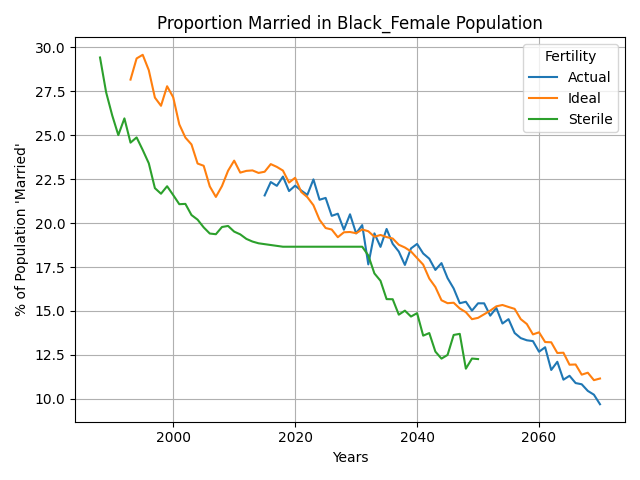 Proportion Married in Black_Female Population
% of Population 'Married'
30.0
27.5
25.0
22.5
20.0
17.5
15.0
12.5
10.0
Fertility
Actual
Ideal
Sterile
2000 2020 2040 2060
Years